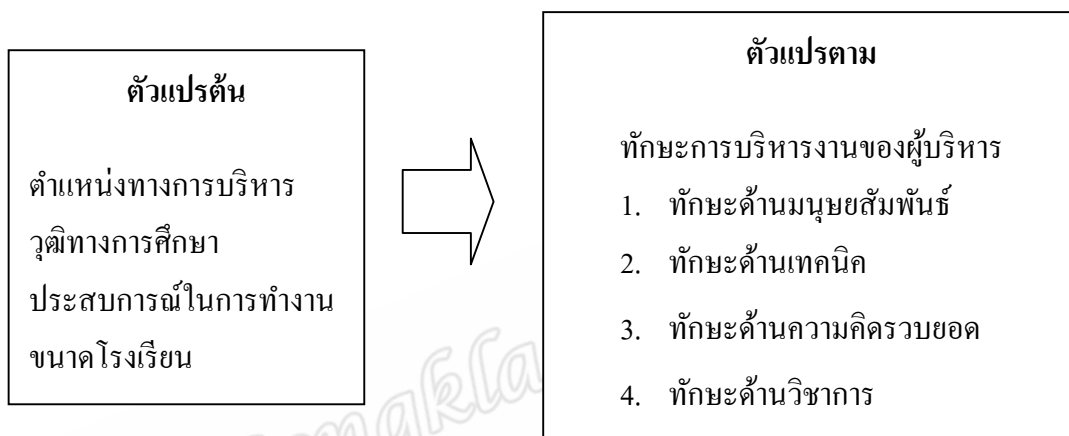 ตัวแปรต้น
ตำแหน่งทางการบริหาร
วุฒิทางการศึกษา
ประสบการณ์ในการทำงาน
ขนาดโรงเรียน
ตัวแปรตาม
ทักษะการบริหารงานของผู้บริหาร
1. ทักษะด้านมนุษยสัมพันธ์
2. ทักษะด้านเทคนิค
3. ทักษะด้านความคิดรวบยอด
4. ทักษะด้านวิชาการ